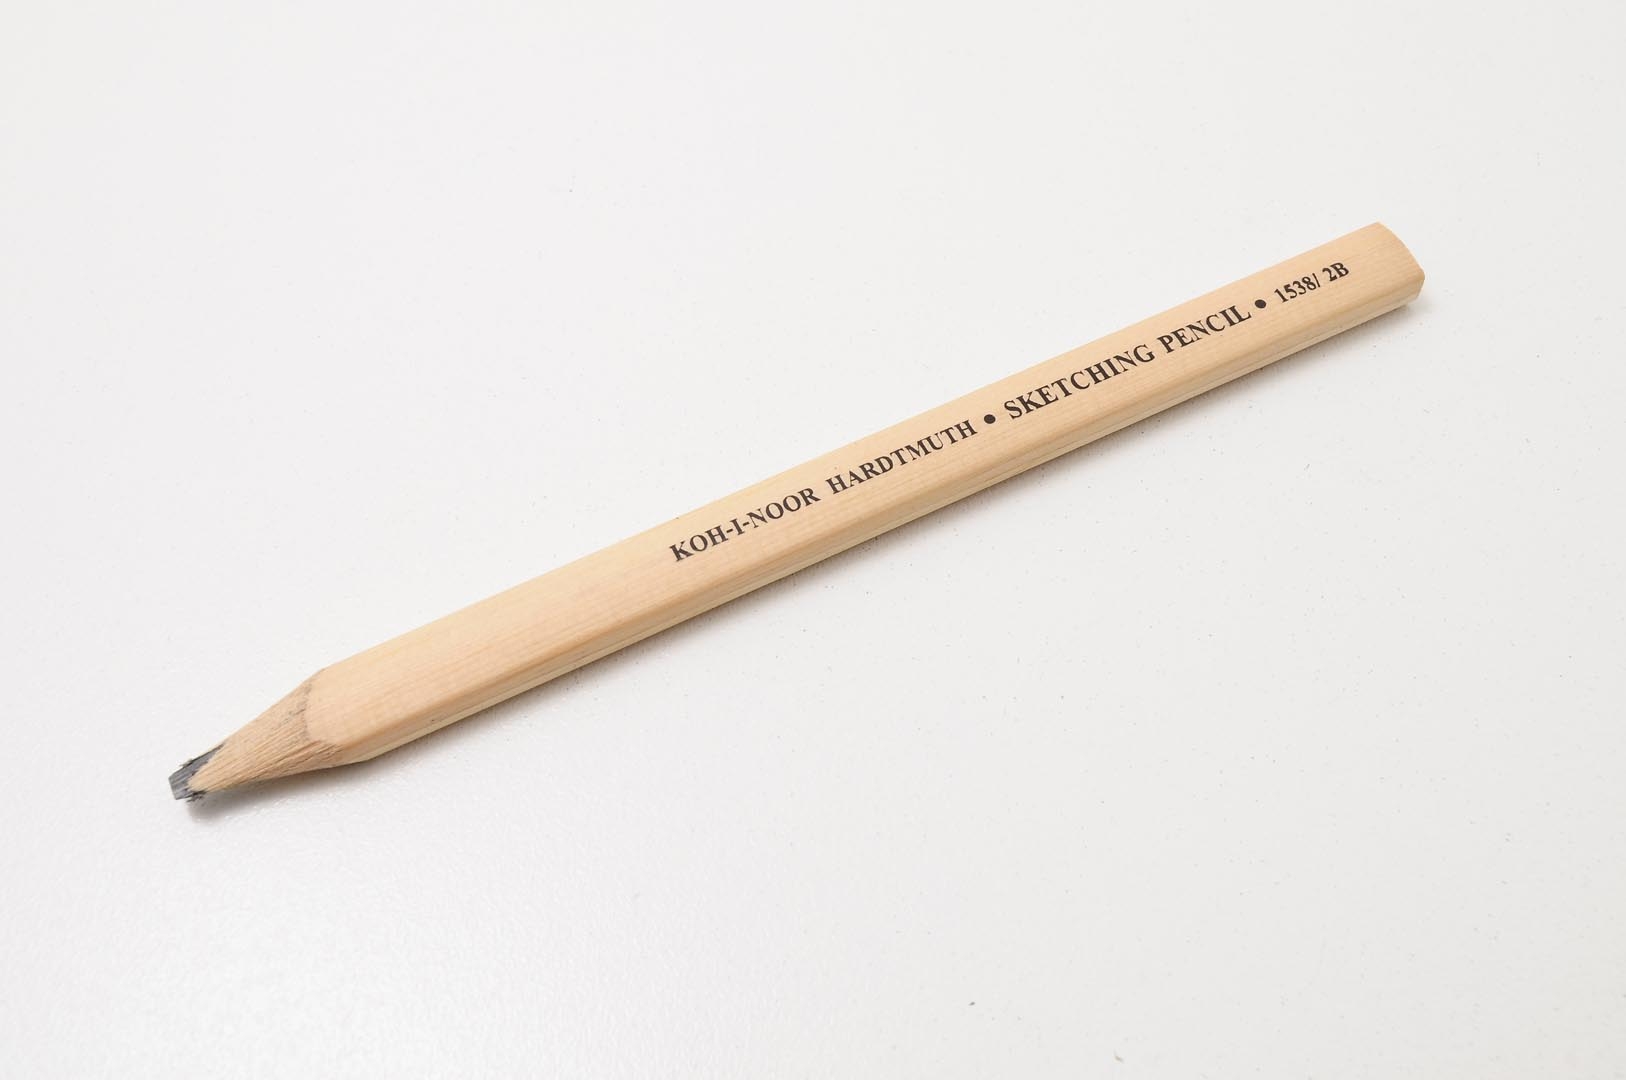 KOH-I-NOOR HARDTMUTH • SKETCHING PENCIL • 1538/ 2B